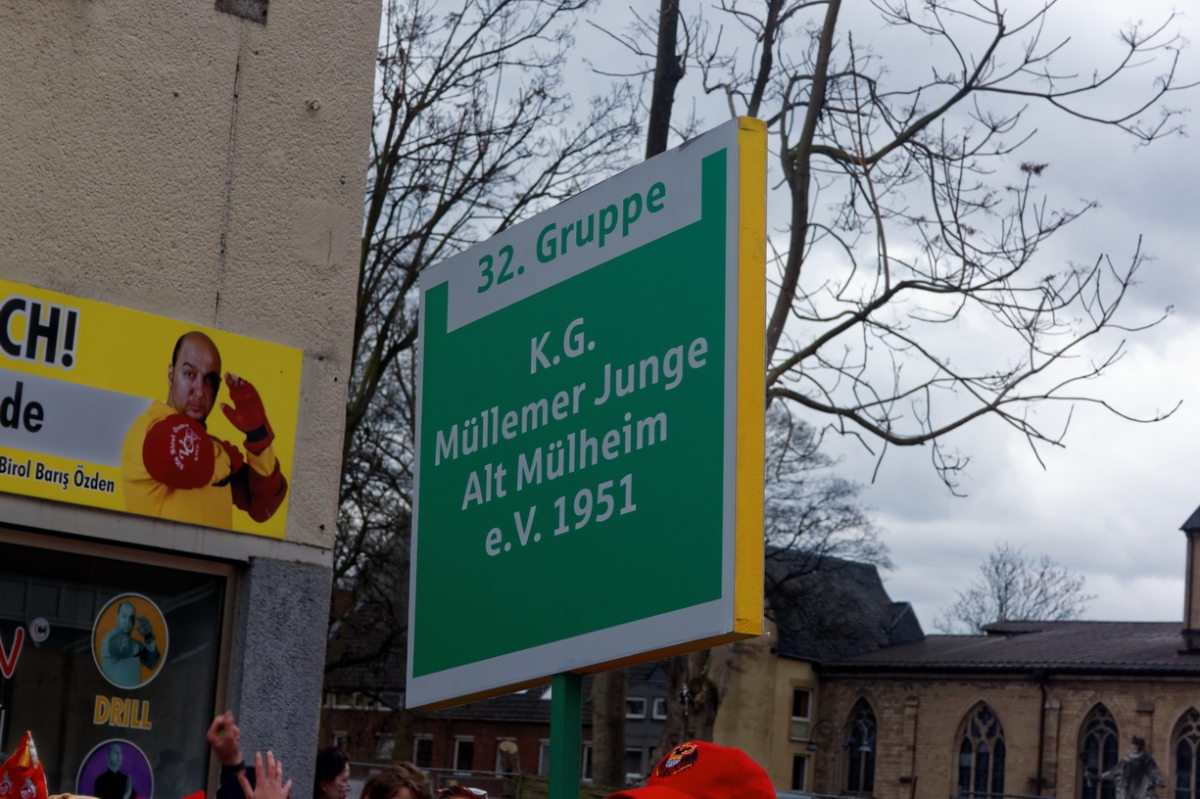 CH!
de
Birol Barış Özden
DRILL
32. Gruppe
K.G.
Müllemer Junge
Alt Mülheim
e.V. 1951